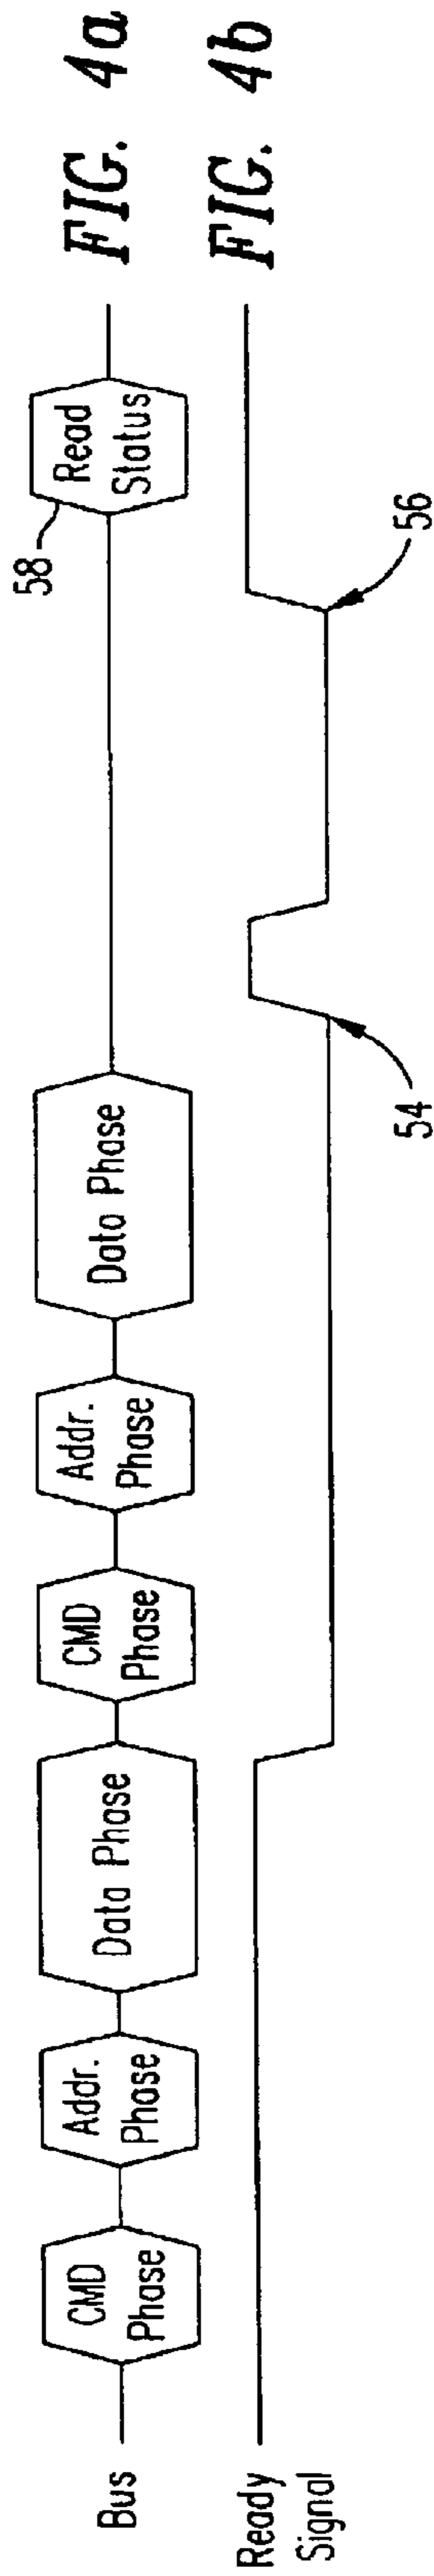 Bus
CMD
Phase
Addr.
Phase
Data Phase
CMD
Phase
Addr.
Phase
Data Phase
58
Read
Status
FIG. 4a
Ready
Signal
54
56
FIG. 4b